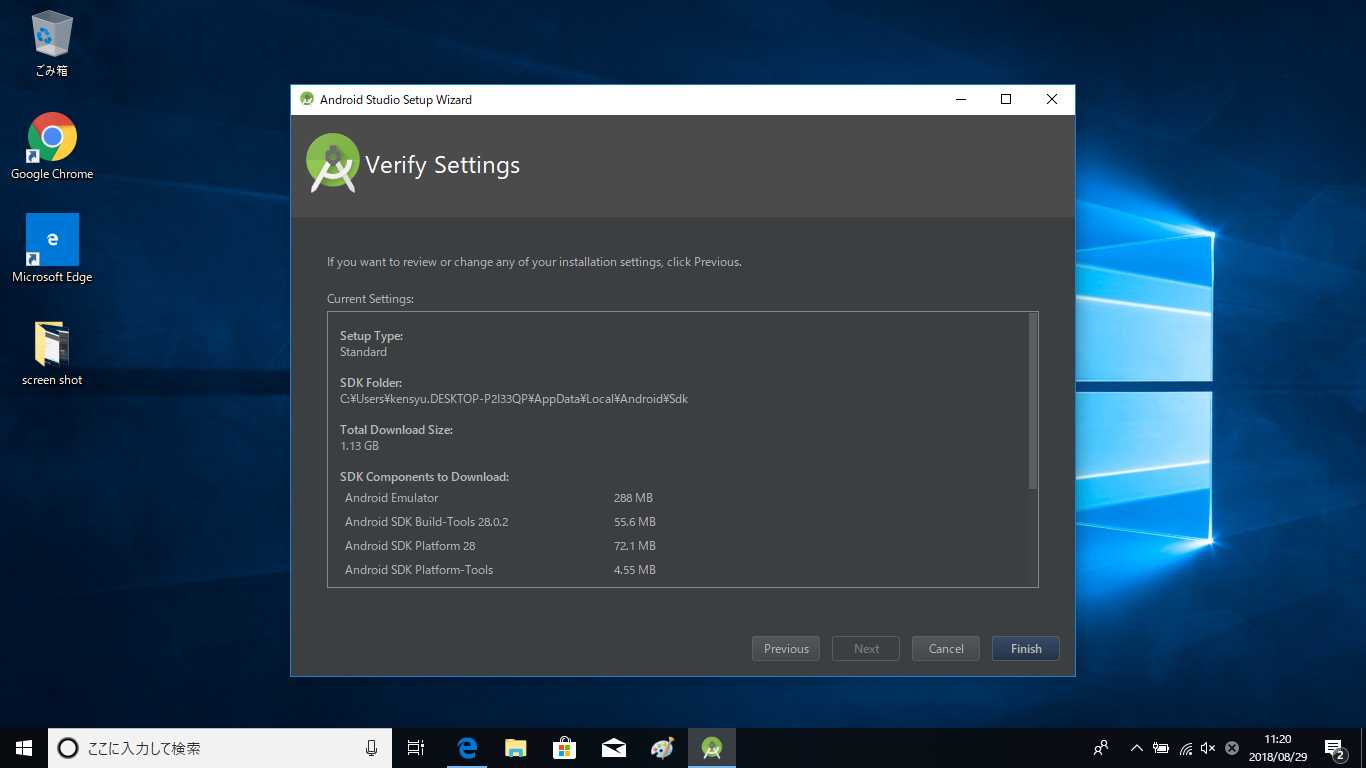 ごみ箱
Google Chrome
Microsoft Edge
screen shot
Android Studio Setup Wizard
Verify Settings
If you want to review or change any of your installation settings, click Previous.
Current Settings:
Setup Type:
Standard
SDK Folder:
C:¥Users¥kensyu.DESKTOP-P2I33QP¥AppData¥Local¥Android¥Sdk
Total Download Size:
1.13 GB
SDK Components to Download:
Android Emulator 288 MB
Android SDK Build-Tools 28.0.2 55.6 MB
Android SDK Platform 28 72.1 MB
Android SDK Platform-Tools 4.55 MB
Previous Next Cancel Finish
ここに入力して検索
11:20
2018/08/29
2